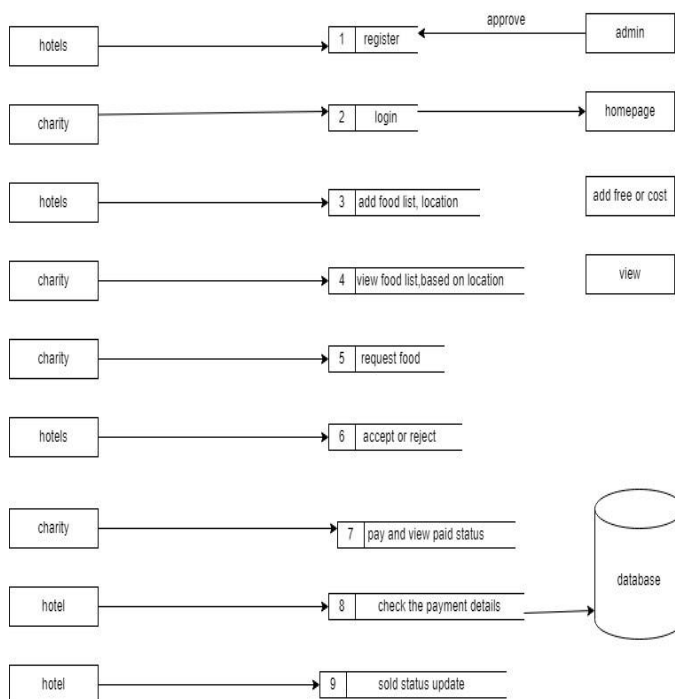 approve
hotels 1 register admin
charity 2 login homepage
hotels 3 add food list, location add free or cost
charity 4 view food list,based on location view
charity 5 request food
hotels 6 accept or reject
charity 7 pay and view paid status
database
hotel 8 check the payment details
hotel 9 sold status update